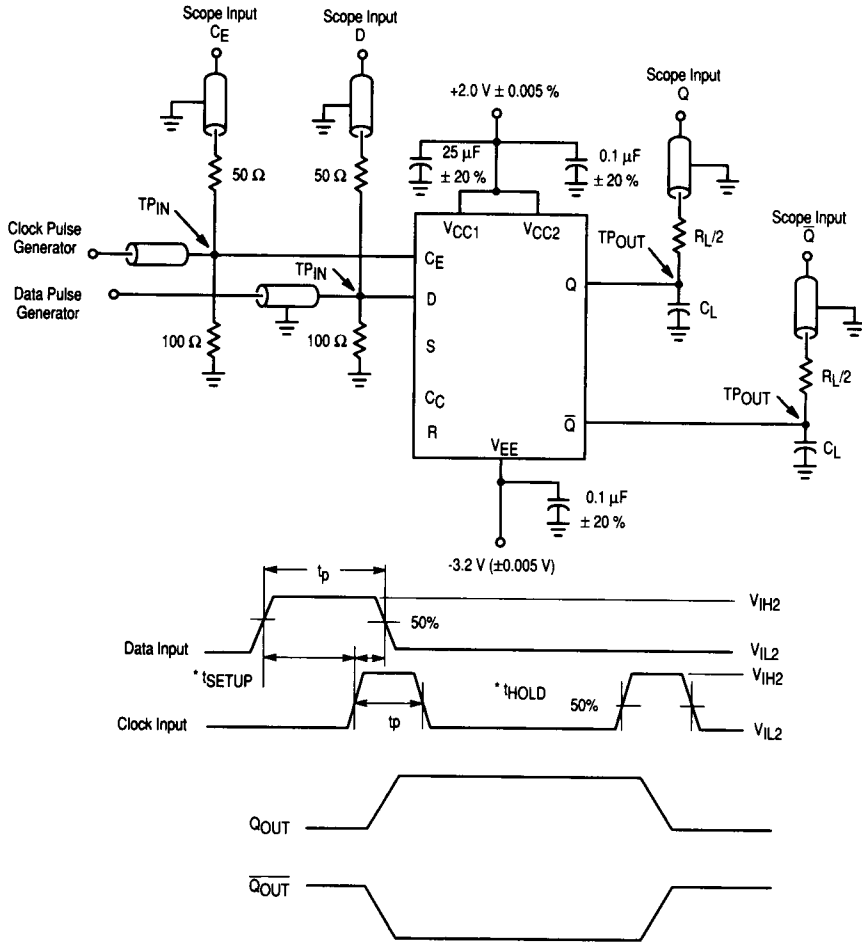 Scope Input
CE
Scope Input
D
Scope Input
Q
Scope Input
Q̅
+2.0 V ± 0.005 %
25 µF
± 20 %
0.1 µF
± 20 %
50 Ω
50 Ω
TPIN
Clock Pulse
Generator
TPIN
Data Pulse
Generator
100 Ω
100 Ω
VCC1
VCC2
CE
D
S
CC
R
Q
Q̅
VEE
TPOUT
RL/2
CL
TPOUT
RL/2
CL
0.1 µF
± 20 %
-3.2 V (±0.005 V)
tp
VIH2
50%
Data Input
VIL2
* tSETUP
VIH2
* tHOLD
50%
tp
Clock Input
VIL2
QOUT
Q̅O̅U̅T̅